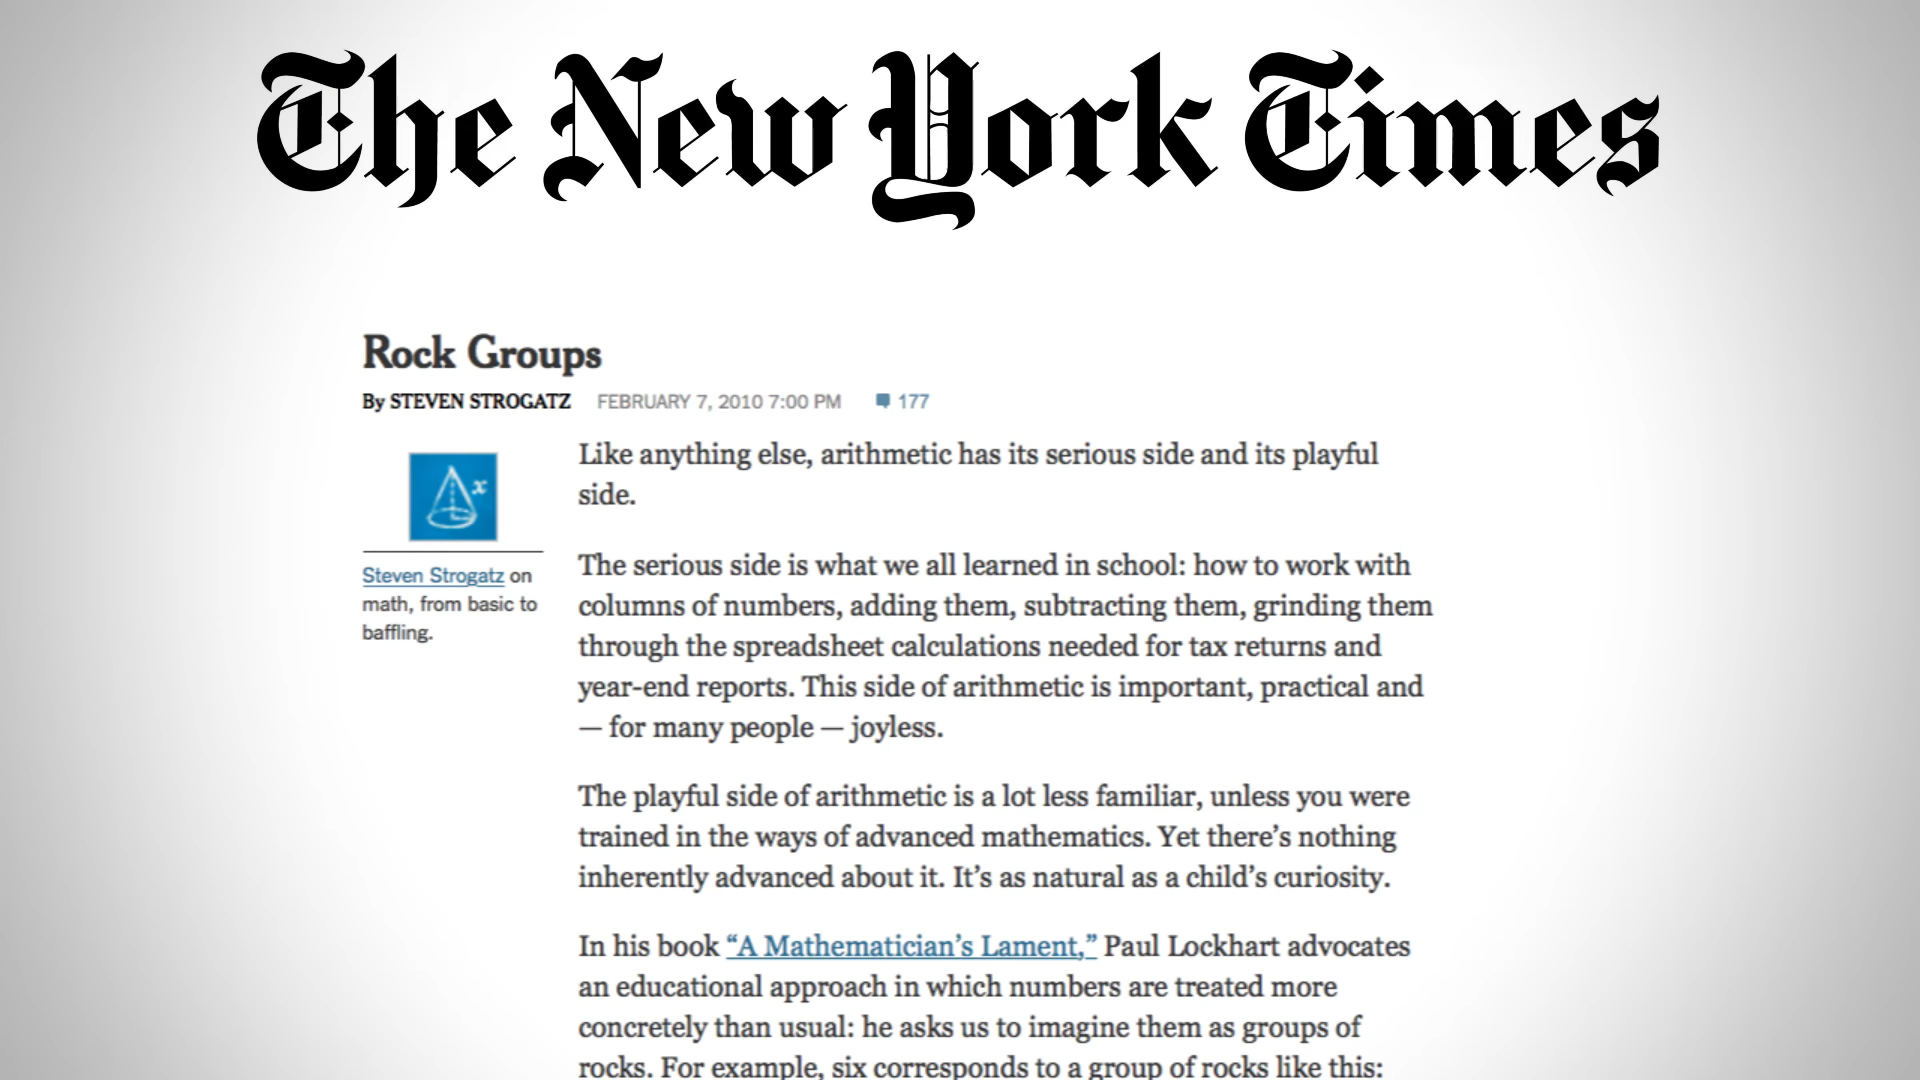 The New York Times
Rock Groups
By STEVEN STROGATZ FEBRUARY 7, 2010 7:00 PM 177
x
Steven Strogatz on
math, from basic to
baffling.
Like anything else, arithmetic has its serious side and its playful
side.
The serious side is what we all learned in school: how to work with
columns of numbers, adding them, subtracting them, grinding them
through the spreadsheet calculations needed for tax returns and
year-end reports. This side of arithmetic is important, practical and
— for many people — joyless.
The playful side of arithmetic is a lot less familiar, unless you were
trained in the ways of advanced mathematics. Yet there’s nothing
inherently advanced about it. It’s as natural as a child’s curiosity.
In his book “A Mathematician’s Lament,” Paul Lockhart advocates
an educational approach in which numbers are treated more
concretely than usual: he asks us to imagine them as groups of
rocks. For example, six corresponds to a group of rocks like this: